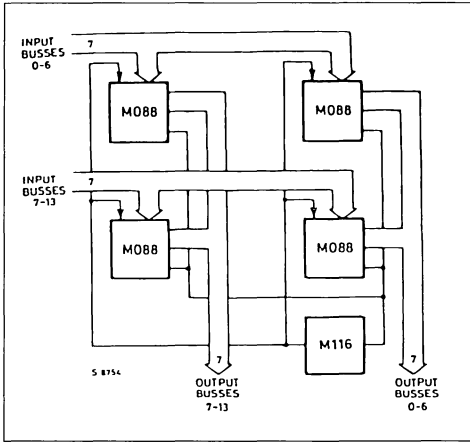 INPUT
BUSSES
0-6
7
M088
M088
INPUT
BUSSES
7-13
7
M088
M088
M116
S 8754
7
OUTPUT
BUSSES
7-13
7
OUTPUT
BUSSES
0-6